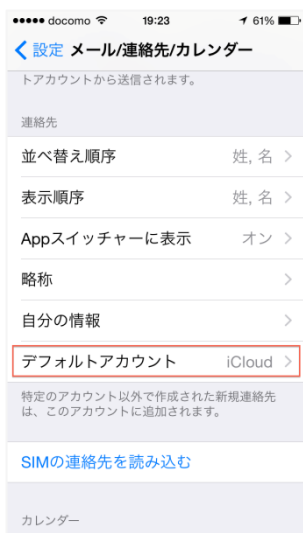 docomo 19:23 61%
設定 メール/連絡先/カレンダー
トアカウントから送信されます。
連絡先
並べ替え順序 姓, 名
表示順序 姓, 名
Appスイッチャーに表示 オン
略称
自分の情報
デフォルトアカウント iCloud
特定のアカウント以外で作成された新規連絡先
は、このアカウントに追加されます。
SIMの連絡先を読み込む
カレンダー